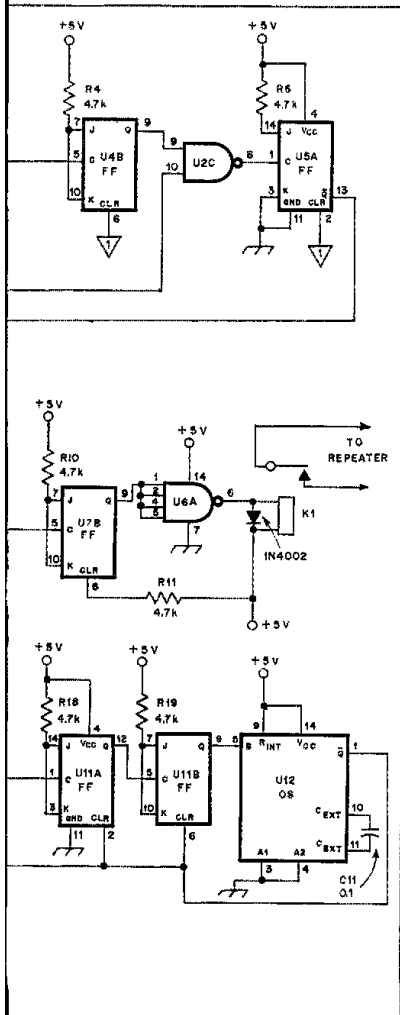 +5V
+5V
R4
4.7k
R5
4.7k
4
7
J
Q
9
14
J
VCC
5
C
U4B
FF
9
10
U2C
8
1
C
U5A
FF
10
K
CLR
6
1
3
K
GND
CLR
Q
13
11
2
1
+5V
+5V
TO
REPEATER
R10
4.7k
14
7
J
Q
9
1
2
4
5
U6A
6
K1
5
C
U7B
FF
7
1N4002
10
K
CLR
6
R11
4.7k
+5V
+5V
+5V
+5V
R18
4.7k
4
R19
4.7k
9
14
14
J
VCC
Q
12
7
J
Q
9
5
B
RINT
VCC
Q
1
1
C
U11A
FF
5
C
U11B
FF
U12
OS
3
K
GND
CLR
10
K
CLR
CEXT
10
11
2
6
CEXT
11
A1
A2
3
4
C11
0.1